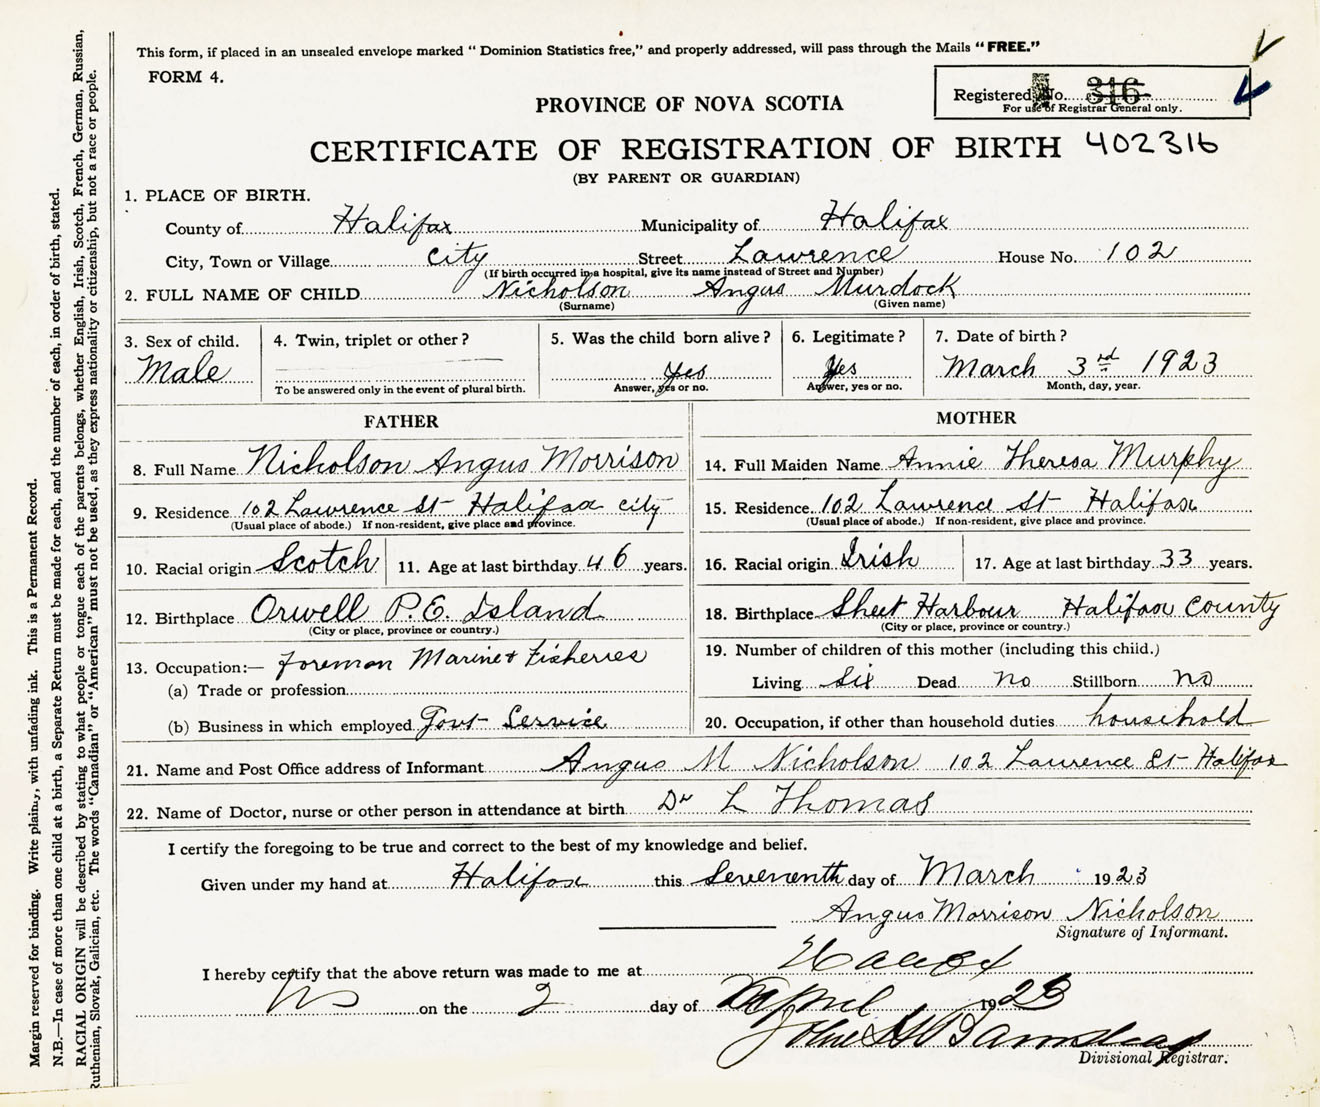 This form, if placed in an unsealed envelope marked "Dominion Statistics free," and properly addressed, will pass through the Mails "FREE."
FORM 4.
Registered No. 316
For use of Registrar General only.
PROVINCE OF NOVA SCOTIA
CERTIFICATE OF REGISTRATION OF BIRTH 402316
(BY PARENT OR GUARDIAN)
1. PLACE OF BIRTH.
County of Halifax Municipality of Halifax
City, Town or Village City Street Lawrence House No. 102
(If birth occurred in a hospital, give its name instead of Street and Number)
2. FULL NAME OF CHILD Nicholson Angus Murdock
(Surname) (Given name)
3. Sex of child. 4. Twin, triplet or other? 5. Was the child born alive? 6. Legitimate? 7. Date of birth?
Male Yes Yes March 3rd 1923
To be answered only in the event of plural birth. Answer, yes or no. Answer, yes or no. Month, day, year.
FATHER
8. Full Name Nicholson Angus Morrison
9. Residence 102 Lawrence St Halifax city
(Usual place of abode.) If non-resident, give place and province.
10. Racial origin Scotch 11. Age at last birthday 46 years.
12. Birthplace Orwell P.E. Island
(City or place, province or country.)
13. Occupation:— foreman Marine & Fisheries
(a) Trade or profession
(b) Business in which employed Govt Service
MOTHER
14. Full Maiden Name Annie Theresa Murphy
15. Residence 102 Lawrence St Halifax
(Usual place of abode.) If non-resident, give place and province.
16. Racial origin Irish 17. Age at last birthday 33 years.
18. Birthplace Sheet Harbour Halifax County
(City or place, province or country.)
19. Number of children of this mother (including this child.)
Living Six Dead no Stillborn no
20. Occupation, if other than household duties household
21. Name and Post Office address of Informant Angus M Nicholson 102 Lawrence St Halifax
22. Name of Doctor, nurse or other person in attendance at birth Dr L Thomas
I certify the foregoing to be true and correct to the best of my knowledge and belief.
Given under my hand at Halifax this Sevenenth day of March 1923
Angus Morrison Nicholson
Signature of Informant.
I hereby certify that the above return was made to me at Halifax
NS on the 2 day of April 1923
John
Divisional Registrar.
Margin reserved for binding. Write plainly, with unfading ink. This is a Permanent Record.
N.B.—In case of more than one child at a birth, a Separate Return must be made for each, and the number of each, in order of birth, stated.
RACIAL ORIGIN will be described by stating to what people or tongue each of the parents belongs, whether English, Irish, Scotch, French, German, Russian,
Ruthenian, Slovak, Galician, etc. The words "Canadian" or "American" must not be used, as they express nationality or citizenship, but not a race or people.